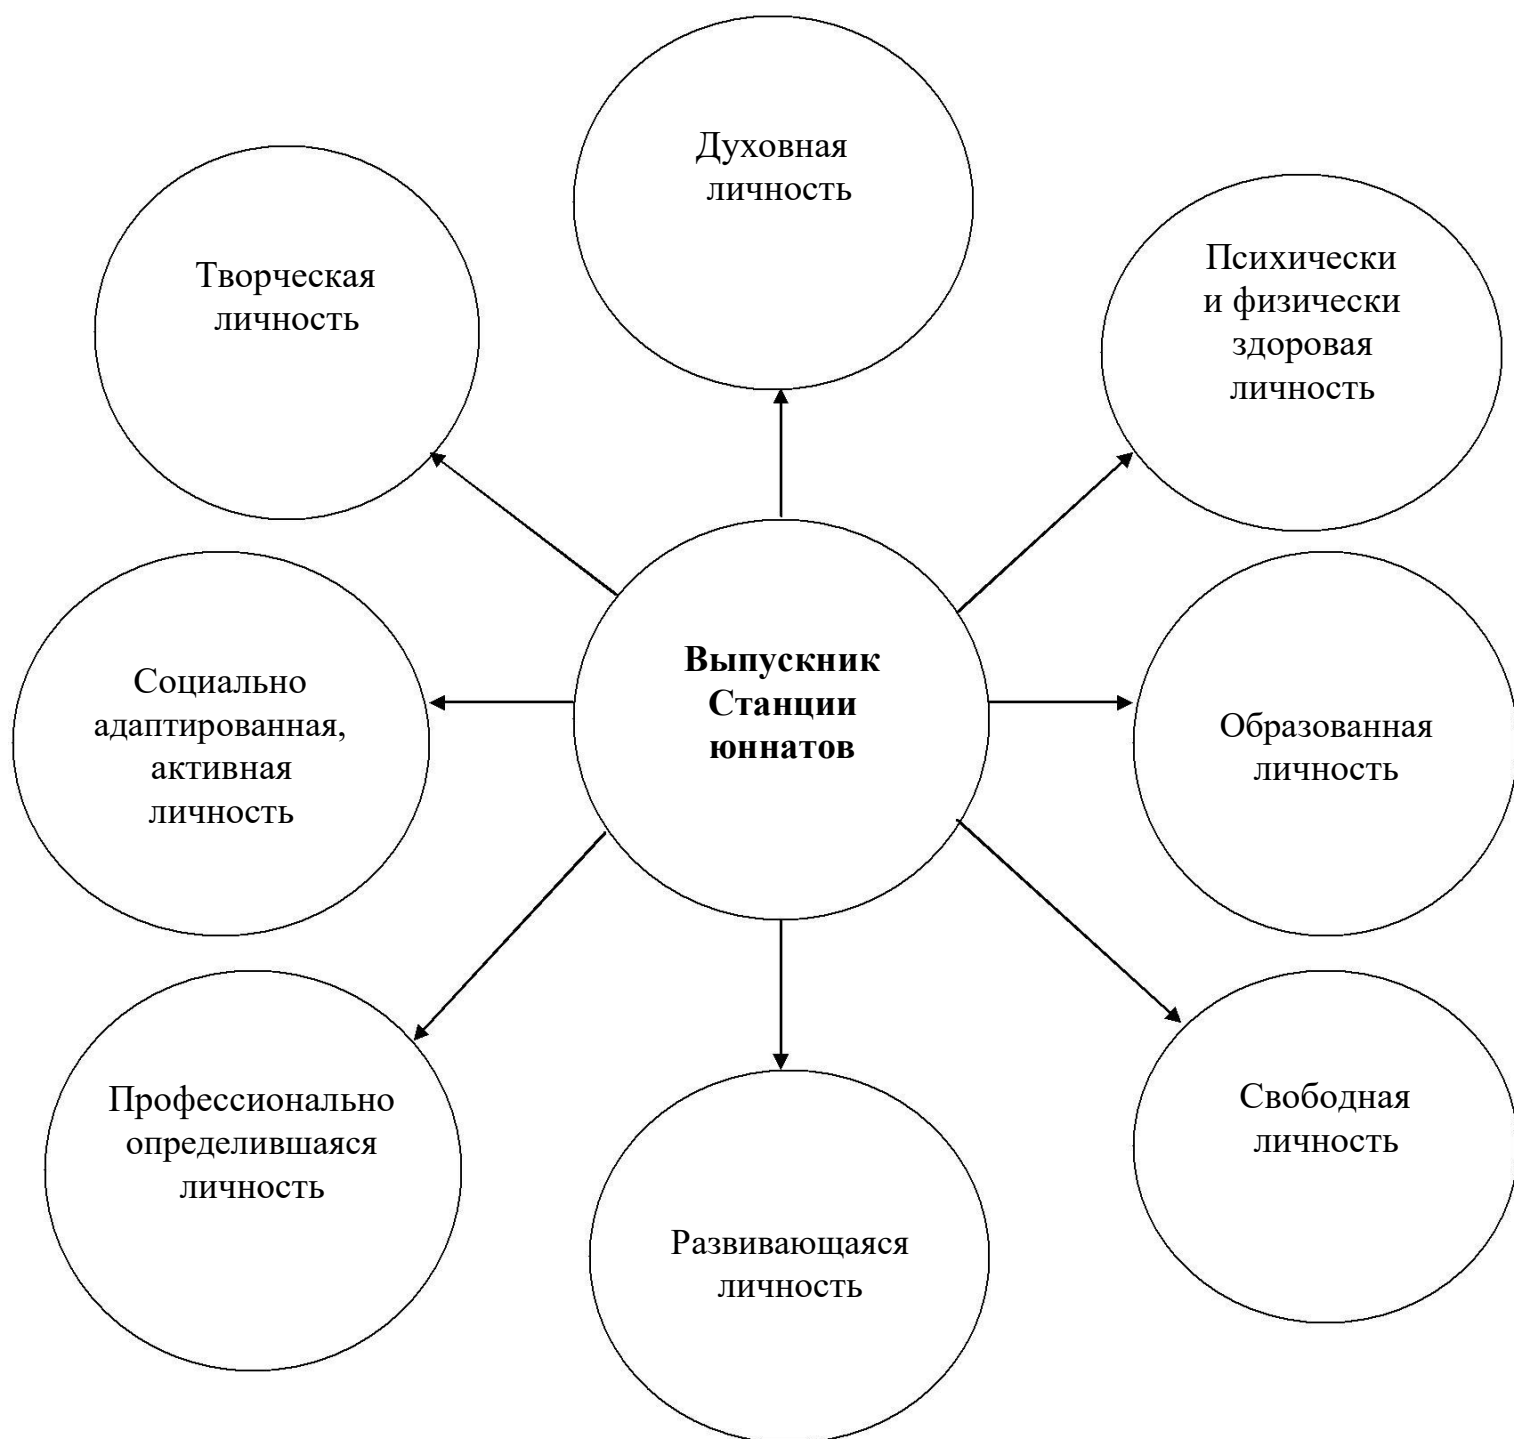 Духовная
личность
Творческая
личность
Психически
и физически
здоровая
личность
Выпускник
Станции
юннатов
Социально
адаптированная,
активная
личность
Образованная
личность
Профессионально
определившаяся
личность
Свободная
личность
Развивающаяся
личность